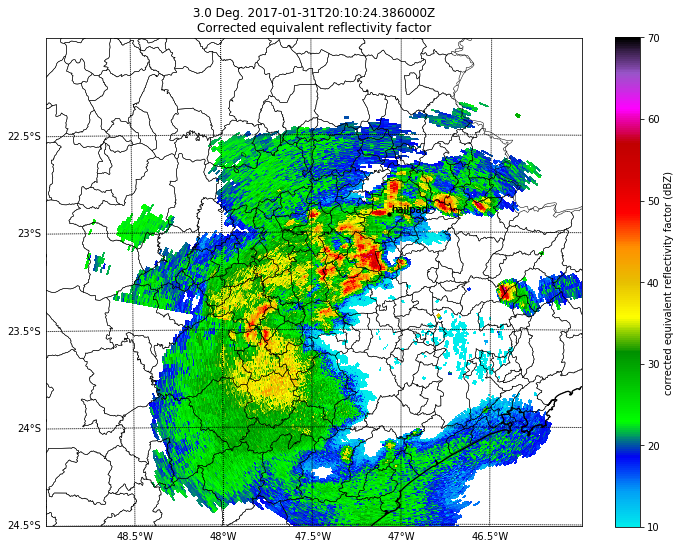 3.0 Deg. 2017-01-31T20:10:24.386000Z
Corrected equivalent reflectivity factor
22.5°S
23°S
23.5°S
24°S
24.5°S
48.5°W
48°W
47.5°W
47°W
46.5°W
hailpad
70
60
50
40
30
20
10
corrected equivalent reflectivity factor (dBZ)